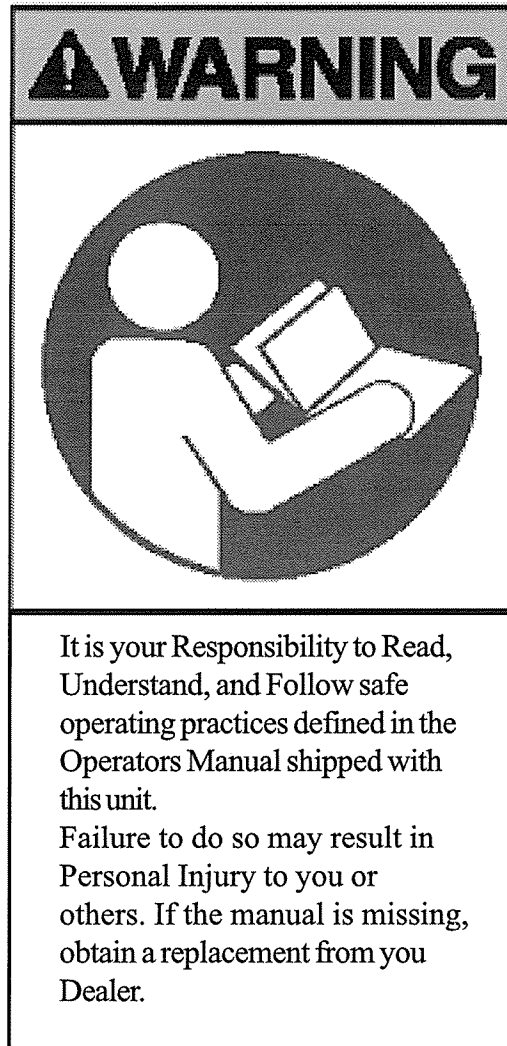 WARNING
It is your Responsibility to Read,
Understand, and Follow safe
operating practices defined in the
Operators Manual shipped with
this unit.
Failure to do so may result in
Personal Injury to you or
others. If the manual is missing,
obtain a replacement from you
Dealer.